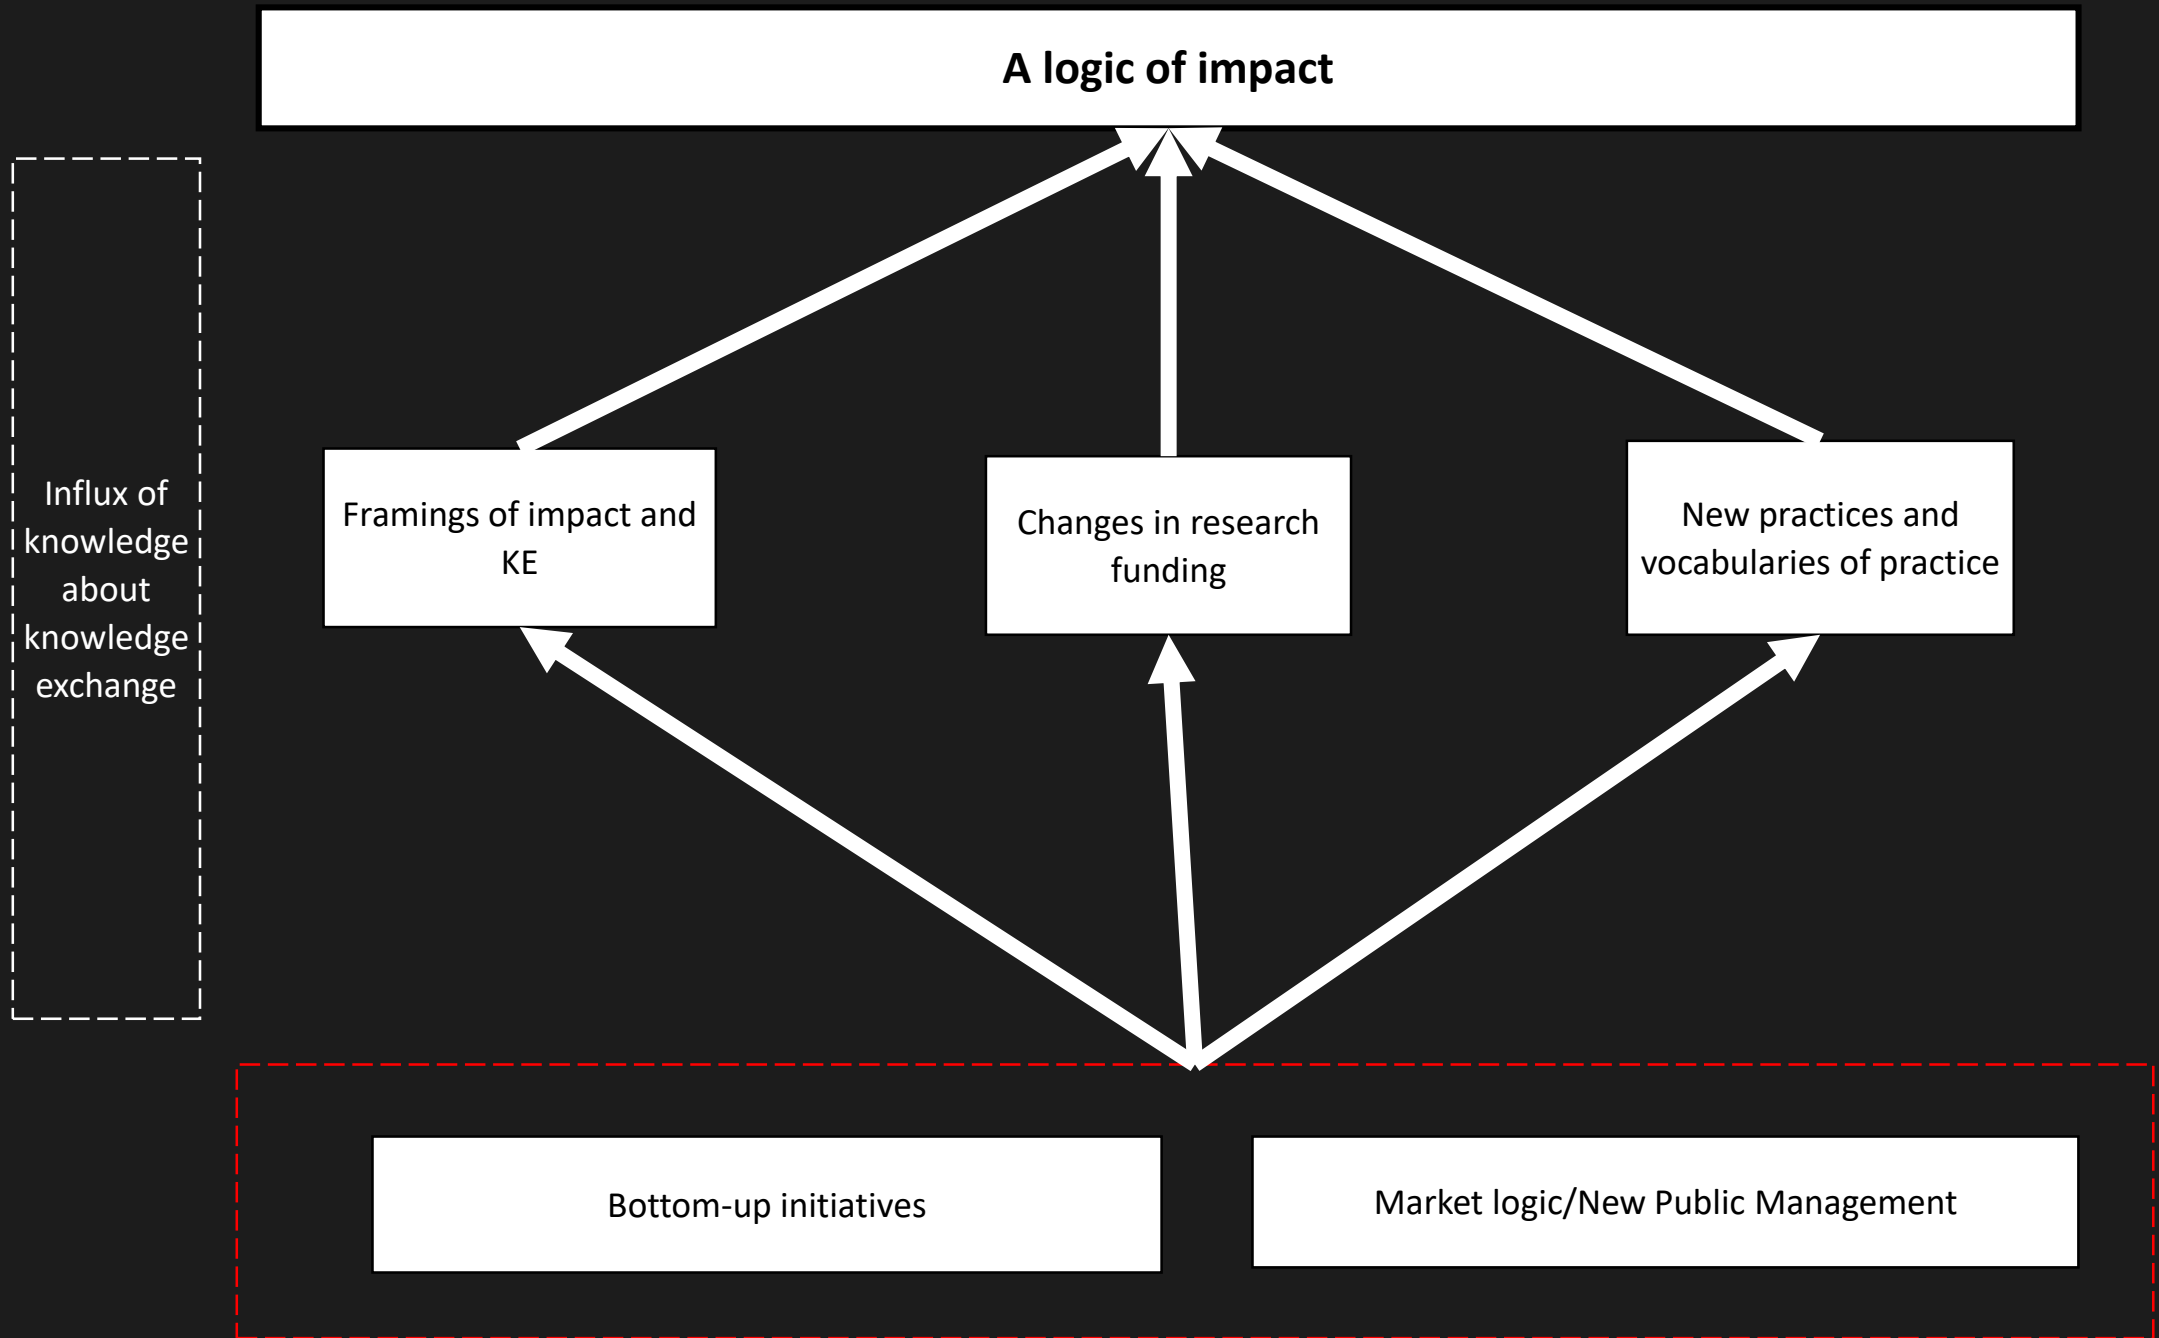 A logic of impact
Influx of
knowledge
about
knowledge
exchange
Framings of impact and
KE
Changes in research
funding
New practices and
vocabularies of practice
Bottom-up initiatives
Market logic/New Public Management